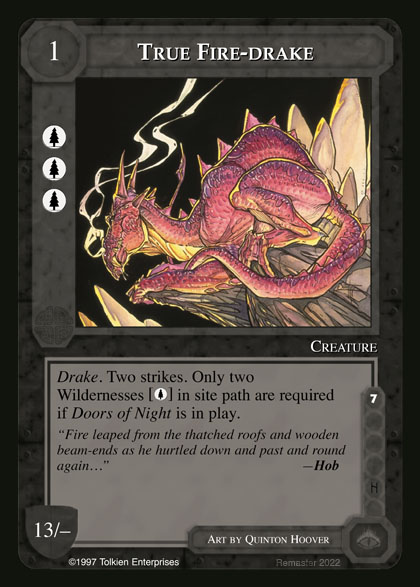 1
TRUE FIRE-DRAKE
CREATURE
Drake. Two strikes. Only two
Wildernesses [] in site path are required
if Doors of Night is in play.
“Fire leaped from the thatched roofs and wooden
beam-ends as he hurtled down and past and round
again…” –Hob
7
H
13/–
ART BY QUINTON HOOVER
©1997 Tolkien Enterprises
Remaster 2022